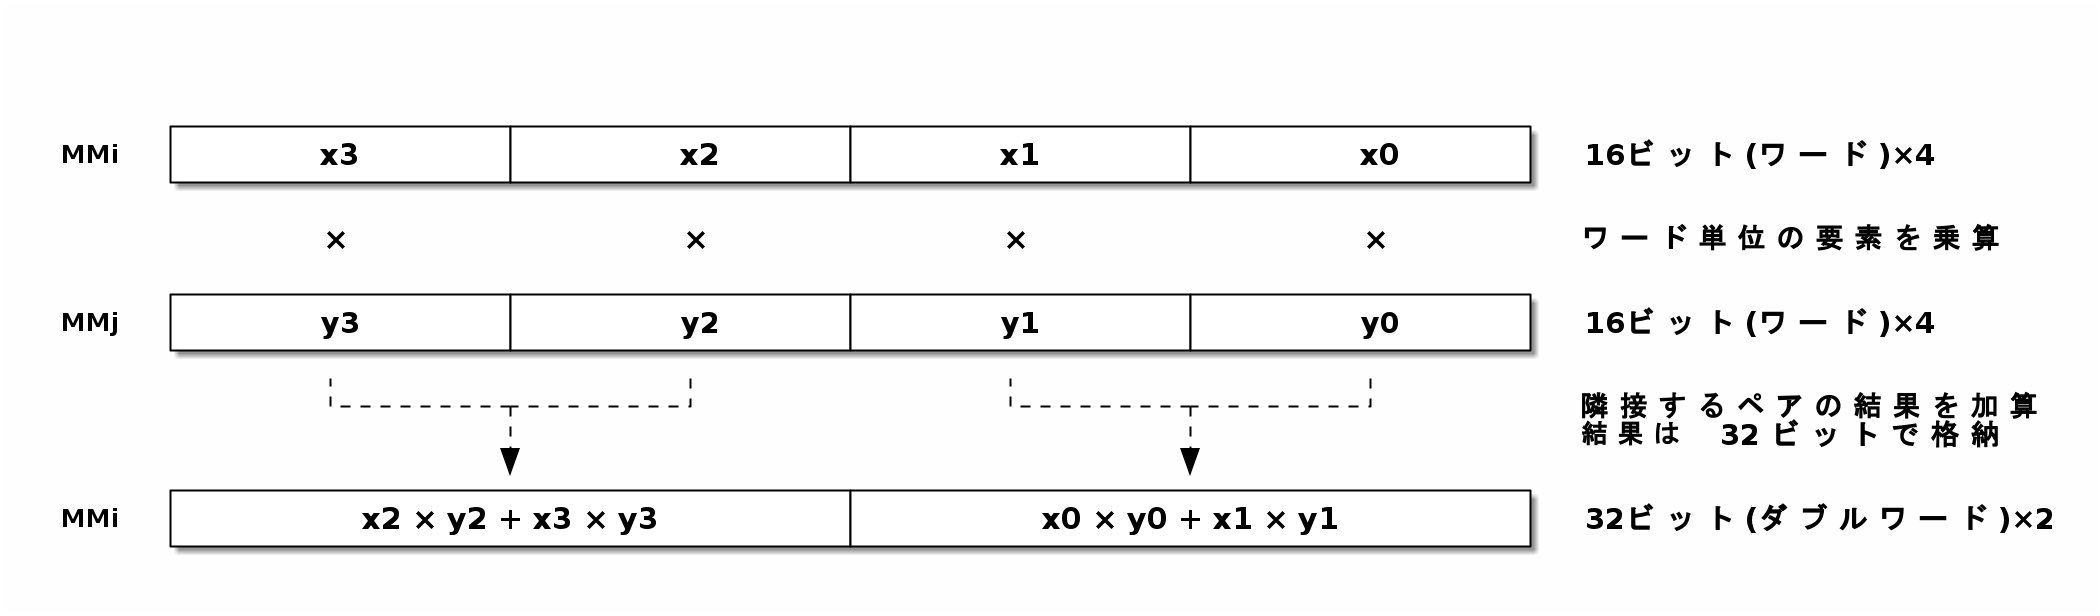 MMi x3 x2 x1 x0 16ビット(ワード)×4
× × × × ワード単位の要素を乗算
MMj y3 y2 y1 y0 16ビット(ワード)×4
隣接するペアの結果を加算
結果は 32ビットで格納
MMi x2 × y2 + x3 × y3 x0 × y0 + x1 × y1 32ビット(ダブルワード)×2